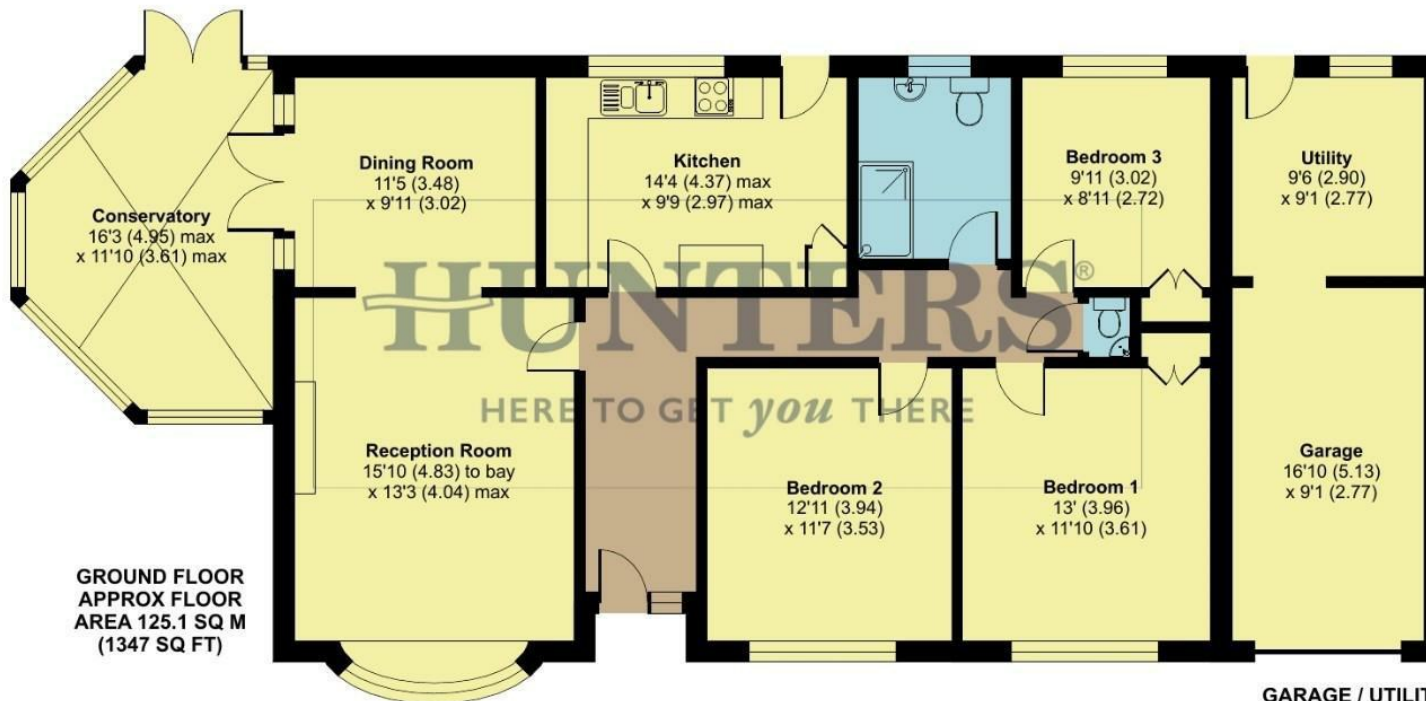 Dining Room
11'5 (3.48)
x 9'11 (3.02)
Kitchen
14'4 (4.37) max
x 9'9 (2.97) max
Bedroom 3
9'11 (3.02)
x 8'11 (2.72)
Utility
9'6 (2.90)
x 9'1 (2.77)
Conservatory
16'3 (4.95) max
x 11'10 (3.61) max
HUNTERS®
HERE TO GET you THERE
Reception Room
15'10 (4.83) to bay
x 13'3 (4.04) max
Bedroom 2
12'11 (3.94)
x 11'7 (3.53)
Bedroom 1
13' (3.96)
x 11'10 (3.61)
Garage
16'10 (5.13)
x 9'1 (2.77)
GROUND FLOOR
APPROX FLOOR
AREA 125.1 SQ M
(1347 SQ FT)
GARAGE / UTILIT